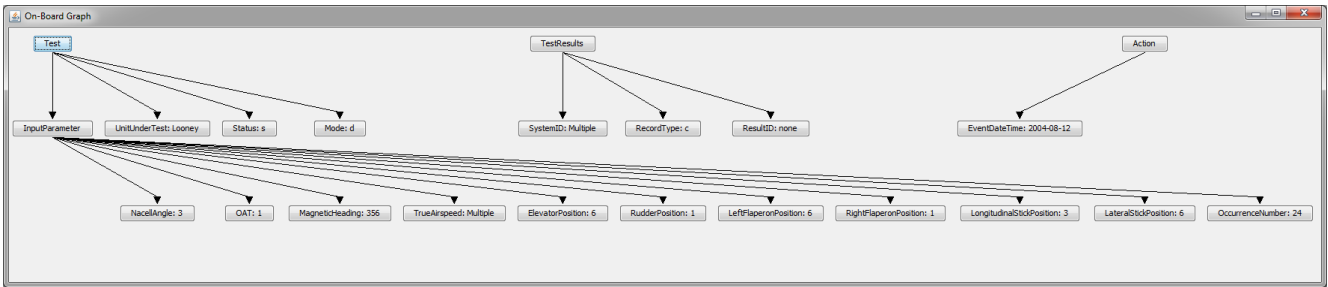 On-Board Graph
Test
TestResults
Action
InputParameter
UnitUnderTest: Looney
Status: s
Mode: d
SystemID: Multiple
RecordType: c
ResultID: none
EventDateTime: 2004-08-12
NacellAngle: 3
OAT: 1
MagneticHeading: 356
TrueAirspeed: Multiple
ElevatorPosition: 6
RudderPosition: 1
LeftFlaperonPosition: 6
RightFlaperonPosition: 1
LongitudinalStickPosition: 3
LateralStickPosition: 6
OccurrenceNumber: 24